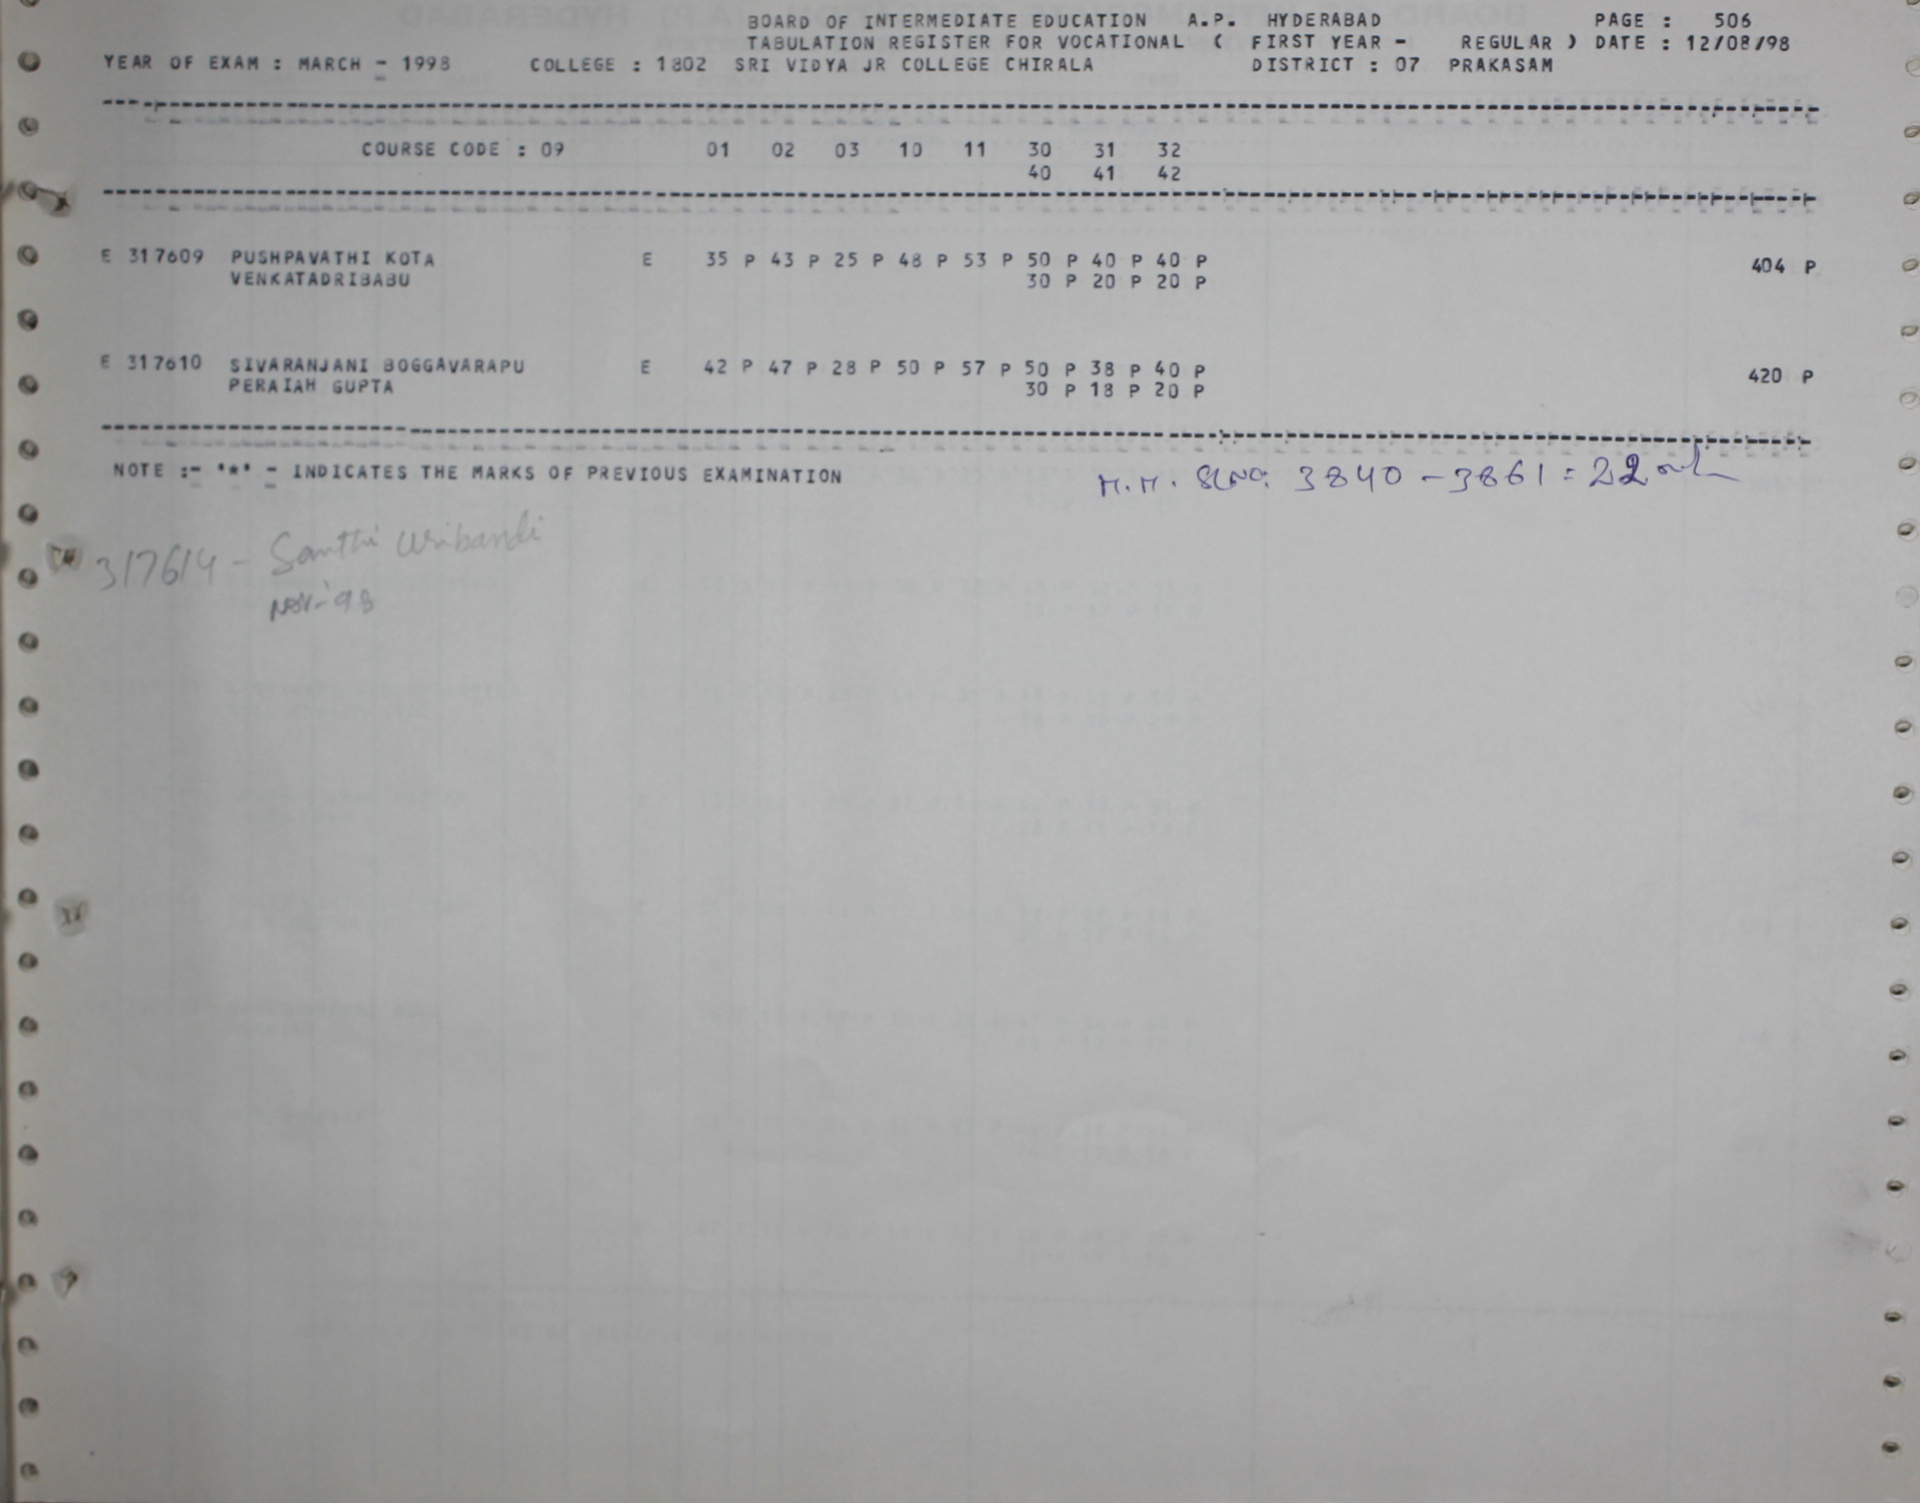 BOARD OF INTERMEDIATE EDUCATION A.P. HYDERABAD PAGE : 506
TABULATION REGISTER FOR VOCATIONAL ( FIRST YEAR - REGULAR ) DATE : 12/08/98
YEAR OF EXAM : MARCH - 1998 COLLEGE : 1802 SRI VIDYA JR COLLEGE CHIRALA DISTRICT : 07 PRAKASAM
COURSE CODE : 09 01 02 03 10 11 30 31 32
40 41 42
E 317609 PUSHPAVATHI KOTA E 35 P 43 P 25 P 48 P 53 P 50 P 40 P 40 P 404 P
VENKATADRIBABU 30 P 20 P 20 P
E 317610 SIVARANJANI BOGGAVARAPU E 42 P 47 P 28 P 50 P 57 P 50 P 38 P 40 P 420 P
PERAIAH GUPTA 30 P 18 P 20 P
NOTE :- '*' - INDICATES THE MARKS OF PREVIOUS EXAMINATION
M.M. Sl.No: 3840 - 3861 = 22
317614 - Santhi
Nov-'98